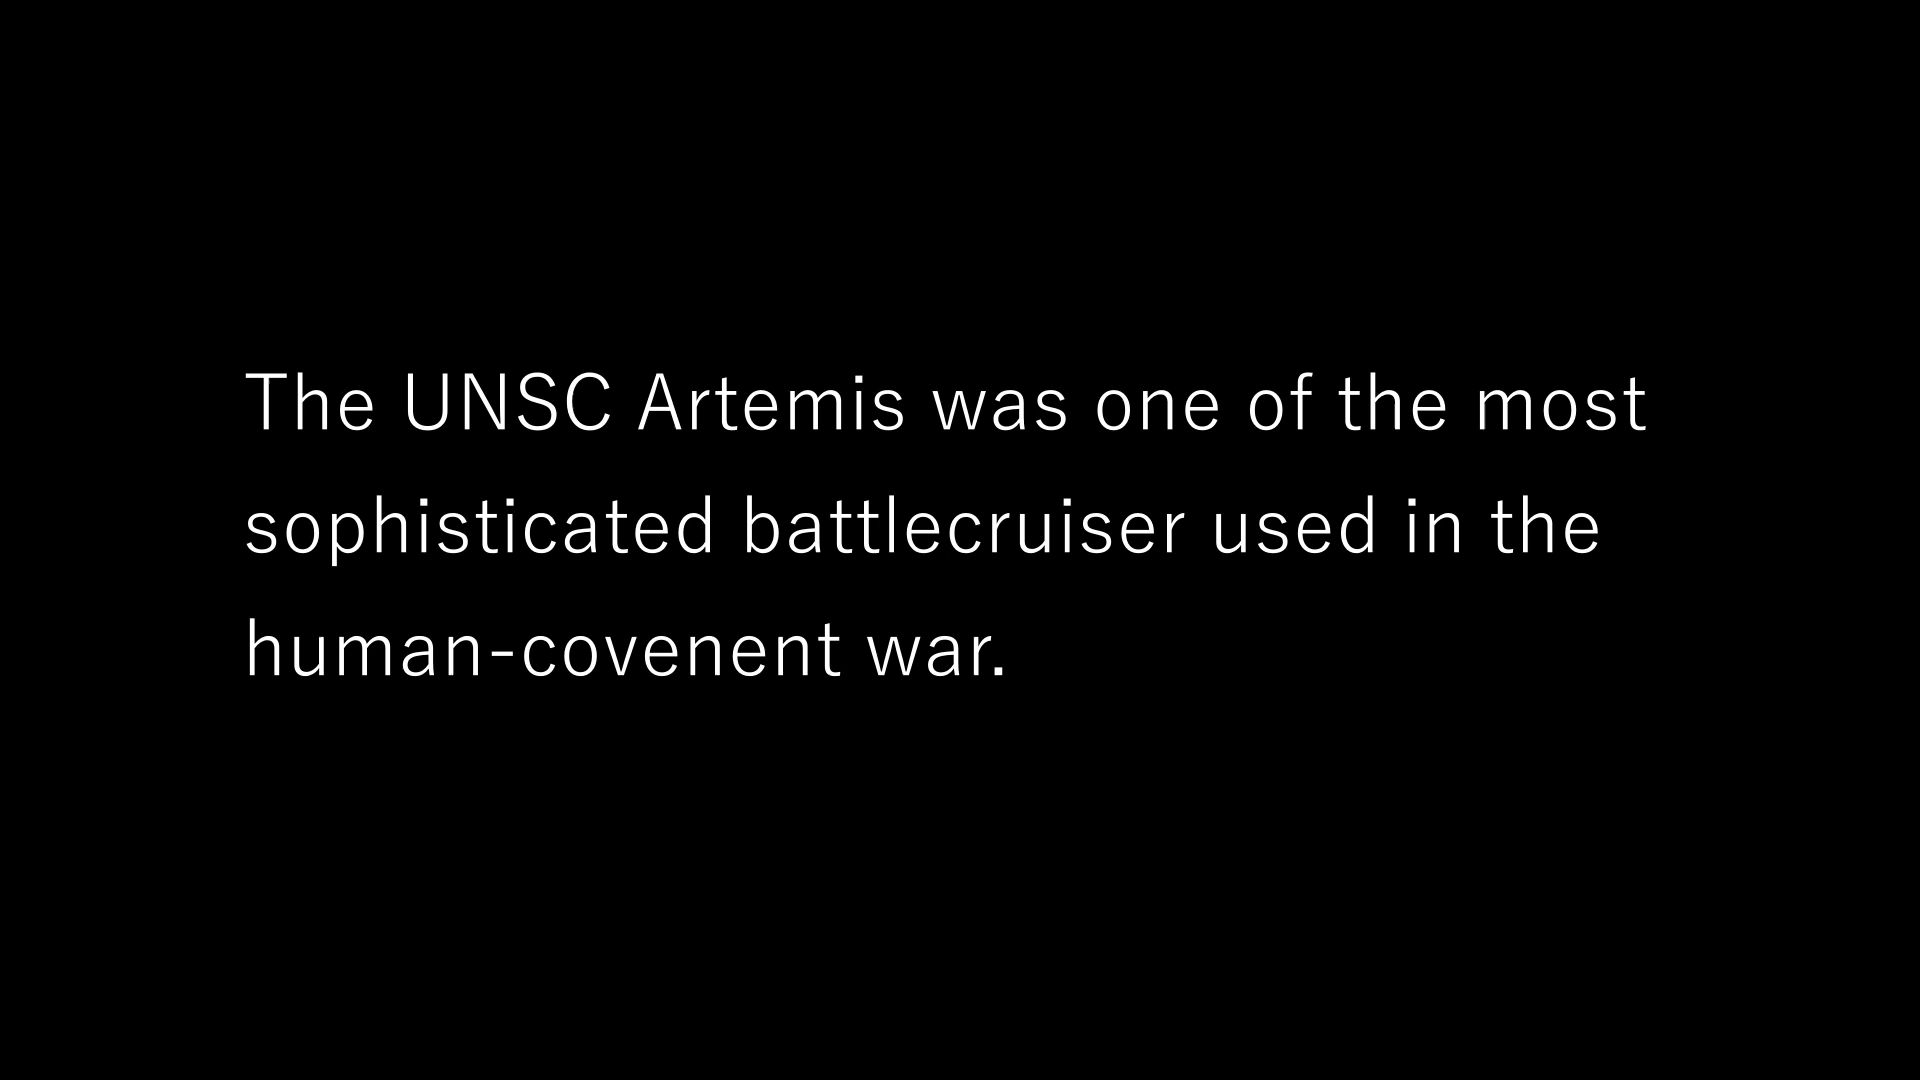 The UNSC Artemis was one of the most
sophisticated battlecruiser used in the
human-covenent war.